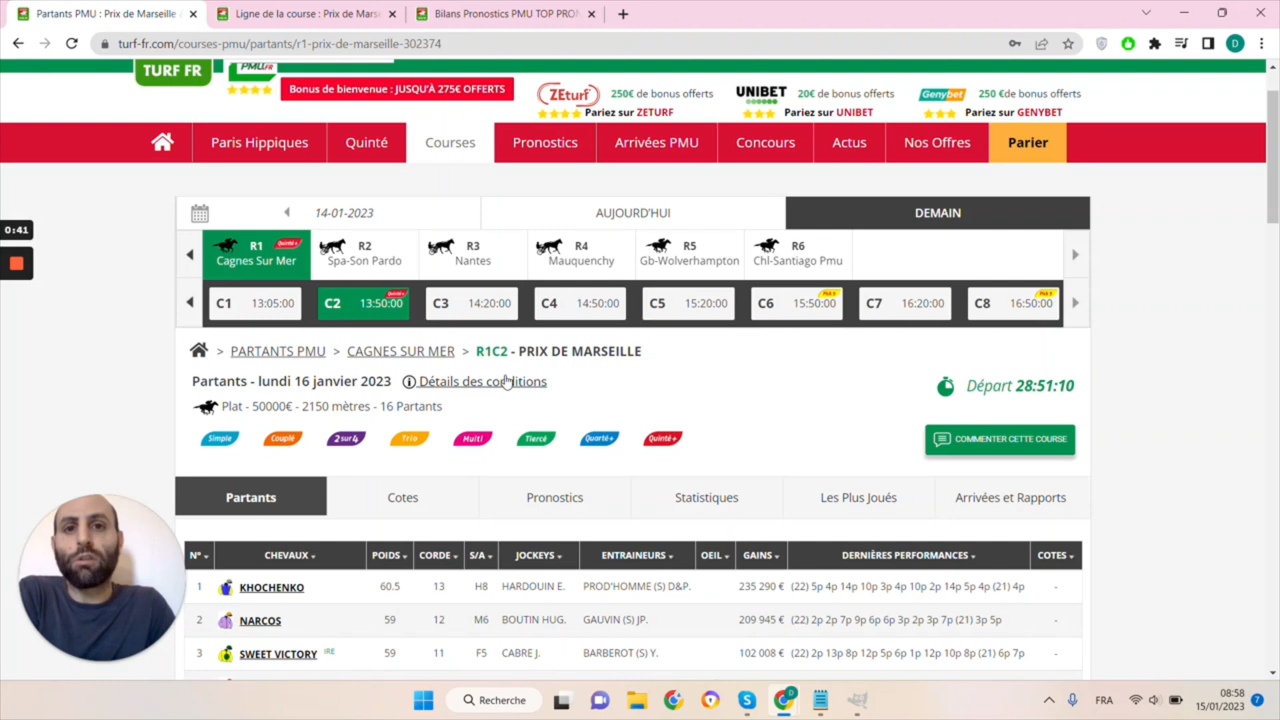 Partants PMU : Prix de Marseille
Ligne de la course : Prix de Marse
Bilans Pronostics PMU TOP PRON
turf-fr.com/courses-pmu/partants/r1-prix-de-marseille-302374
D
TURF FR
PMU.FR
Bonus de bienvenue : JUSQU'À 275€ OFFERTS
ZEturf
250€ de bonus offerts
Pariez sur ZETURF
UNIBET
20€ de bonus offerts
Pariez sur UNIBET
Genybet
250 € de bonus offerts
Pariez sur GENYBET
Paris Hippiques
Quinté
Courses
Pronostics
Arrivées PMU
Concours
Actus
Nos Offres
Parier
14-01-2023
AUJOURD'HUI
DEMAIN
0:41
R1 Quinté+
Cagnes Sur Mer
R2
Spa-Son Pardo
R3
Nantes
R4
Mauquenchy
R5
Gb-Wolverhampton
R6
Chl-Santiago Pmu
C1 13:05:00
C2 13:50:00 Quinté+
C3 14:20:00
C4 14:50:00
C5 15:20:00
C6 15:50:00 Pick 5
C7 16:20:00
C8 16:50:00 Pick 5
> PARTANTS PMU > CAGNES SUR MER > R1C2 - PRIX DE MARSEILLE
Partants - lundi 16 janvier 2023 Détails des conditions
Départ 28:51:10
Plat - 50000€ - 2150 mètres - 16 Partants
Simple Couplé 2sur4 Trio Multi Tiercé Quarté+ Quinté+
COMMENTER CETTE COURSE
Partants Cotes Pronostics Statistiques Les Plus Joués Arrivées et Rapports
N° CHEVAUX POIDS CORDE S/A JOCKEYS ENTRAINEURS OEIL GAINS DERNIÈRES PERFORMANCES COTES
1 KHOCHENKO 60.5 13 H8 HARDOUIN E. PROD'HOMME (S) D&P. 235 290 € (22) 5p 4p 14p 10p 3p 4p 10p 2p 14p 5p 4p (21) 4p -
2 NARCOS 59 12 M6 BOUTIN HUG. GAUVIN (S) JP. 209 945 € (22) 2p 2p 7p 9p 6p 6p 3p 2p 3p 7p (21) 3p 5p -
3 SWEET VICTORY IRE 59 11 F5 CABRE J. BARBEROT (S) Y. 102 008 € (22) 2p 13p 8p 12p 5p 6p 1p 12p 10p 8p (21) 6p 7p -
Recherche
FRA
08:58
15/01/2023
7